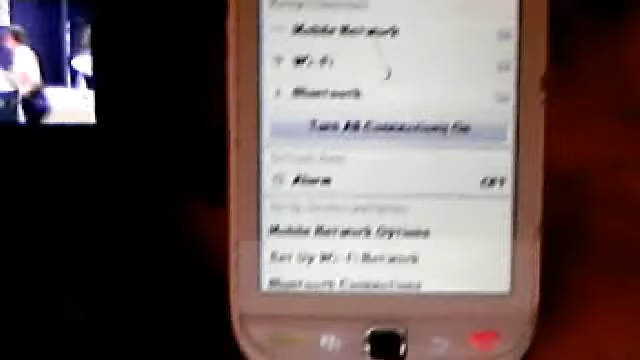 Mobile Network
Wi-Fi
Bluetooth
Turn All Connections On
Alarm
Mobile Network Options
Set Up Wi-Fi Network
Bluetooth Connections